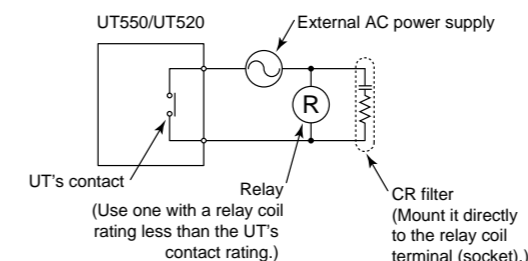 UT550/UT520
External AC power supply
R
UT's contact
Relay
(Use one with a relay coil
rating less than the UT's
contact rating.)
CR filter
(Mount it directly
to the relay coil
terminal (socket).)